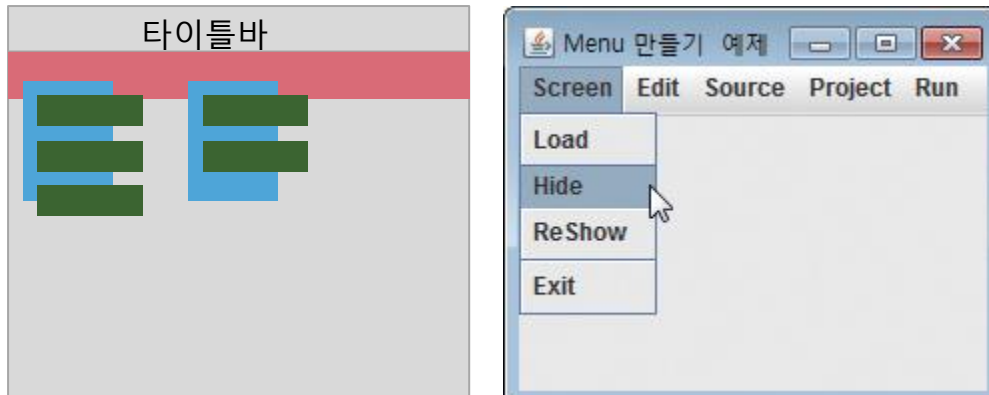 타이틀바
Menu 만들기 예제
Screen Edit Source Project Run
Load
Hide
ReShow
Exit